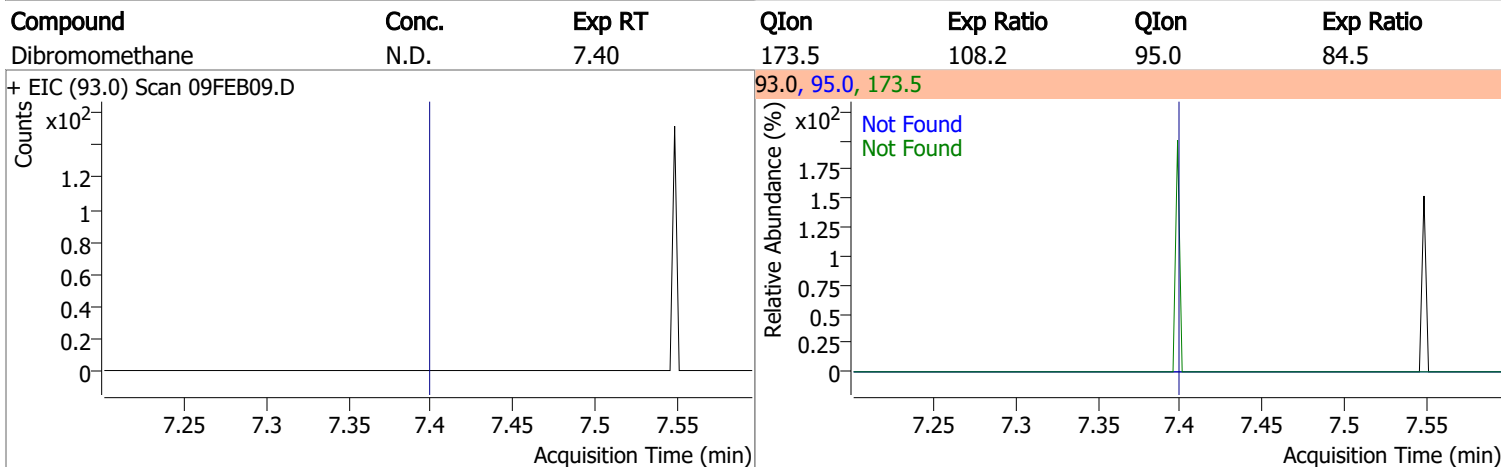 Compound Conc. Exp RT QIon Exp Ratio QIon Exp Ratio
Dibromomethane N.D. 7.40 173.5 108.2 95.0 84.5
+ EIC (93.0) Scan 09FEB09.D
Counts
x10²
1.2
1
0.8
0.6
0.4
0.2
0
7.25 7.3 7.35 7.4 7.45 7.5 7.55
Acquisition Time (min)
93.0, 95.0, 173.5
Relative Abundance (%)
x10²
Not Found
Not Found
1.75
1.5
1.25
1
0.75
0.5
0.25
0
7.25 7.3 7.35 7.4 7.45 7.5 7.55
Acquisition Time (min)